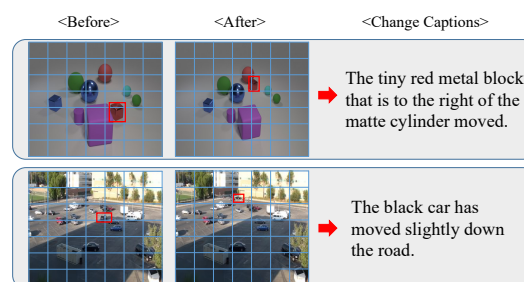 <Before> <After> <Change Captions>
The tiny red metal block
that is to the right of the
matte cylinder moved.
The black car has
moved slightly down
the road.